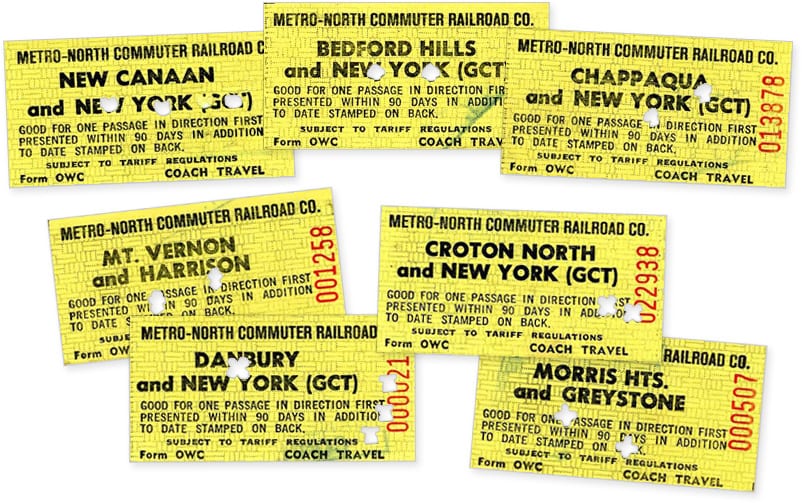 METRO-NORTH COMMUTER RAILROAD CO.
NEW CANAAN
and NEW YORK (GCT)
GOOD FOR ONE PASSAGE IN DIRECTION FIRST
PRESENTED WITHIN 90 DAYS IN ADDITION
TO DATE STAMPED ON BACK.
SUBJECT TO TARIFF REGULATIONS
Form OWC COACH TRAVEL
METRO-NORTH COMMUTER RAILROAD CO.
BEDFORD HILLS
and NEW YORK (GCT)
GOOD FOR ONE PASSAGE IN DIRECTION
PRESENTED WITHIN 90 DAYS IN
TO DATE STAMPED ON BACK.
SUBJECT TO TARIFF REGULATIONS
Form OWC COACH TRAVEL
METRO-NORTH COMMUTER RAILROAD CO.
CHAPPAQUA
and NEW YORK (GCT)
GOOD FOR ONE PASSAGE IN DIRECTION FIRST
PRESENTED WITHIN 90 DAYS IN ADDITION
TO DATE STAMPED ON BACK.
SUBJECT TO TARIFF REGULATIONS
Form OWC COACH TRAVEL
013878
METRO-NORTH COMMUTER RAILROAD CO.
MT. VERNON
and HARRISON
GOOD FOR ONE PASSAGE IN DIRECTION FIRST
PRESENTED WITHIN 90 DAYS IN ADDITION
TO DATE STAMPED ON BACK.
Form OWC
001258
METRO-NORTH COMMUTER RAILROAD CO.
CROTON NORTH
and NEW YORK (GCT)
GOOD FOR ONE PASSAGE IN DIRECTION FIRST
PRESENTED WITHIN 90 DAYS IN ADDITION
TO DATE STAMPED ON BACK.
SUBJECT TO TARIFF REGULATIONS
Form OWC COACH TRAVEL
022938
METRO-NORTH COMMUTER RAILROAD
DANBURY
and NEW YORK (GCT)
GOOD FOR ONE PASSAGE IN DIRECTION FIRST
PRESENTED WITHIN 90 DAYS IN ADDITION
TO DATE STAMPED ON BACK.
SUBJECT TO TARIFF REGULATIONS
Form OWC COACH TRAVEL
RAILROAD CO.
MORRIS HTS.
and GREYSTONE
GOOD FOR ONE PASSAGE IN DIRECTION FIRST
PRESENTED WITHIN 90 DAYS IN ADDITION
TO DATE STAMPED ON BACK.
SUBJECT TO TARIFF REGULATIONS
Form OWC COACH TRAVEL
000507